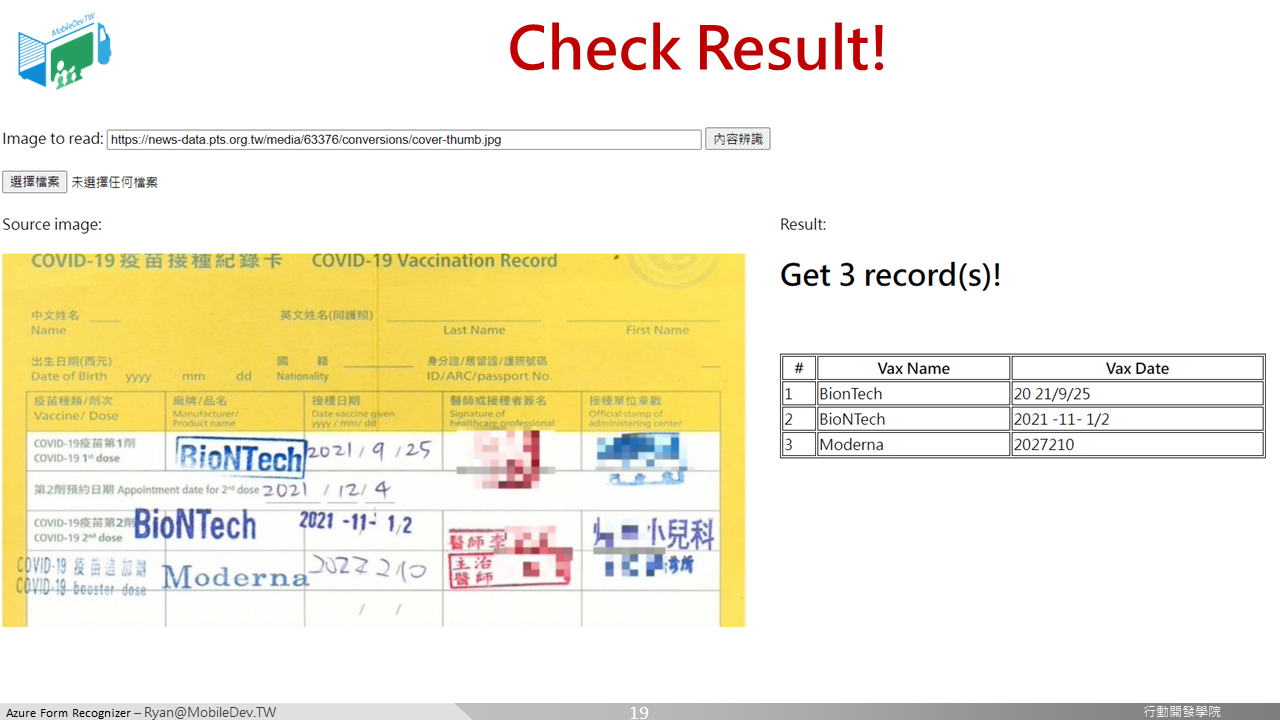 MobileDev.TW
Check Result!
Image to read: https://news-data.pts.org.tw/media/63376/conversions/cover-thumb.jpg 內容辨識
選擇檔案 未選擇任何檔案
Source image:
COVID-19 疫苗接種紀錄卡 COVID-19 Vaccination Record
中文姓名 英文姓名(同護照)
Name Last Name First Name
出生日期(西元) 國 籍 身分證/居留證/護照號碼
Date of Birth yyyy mm dd Nationality ID/ARC/passport No.
疫苗種類/劑次 廠牌/品名 接種日期 醫師或接種者簽名 接種單位章戳
Vaccine/ Dose Manufacturer/ Product name Date vaccine given yyyy / mm/ dd Signature of healthcare professional Official stamp of administering center
COVID-19疫苗第1劑
COVID-19 1st dose BioNTech 2021/9/25
第2劑預約日期 Appointment date for 2nd dose 2021/12/4
COVID-19疫苗第2劑 BioNTech 2021 -11- 1/2 小兒科
COVID-19 2nd dose 醫師李
COVID-19 疫苗追加劑 Moderna 2022 2 10 主治 診所
COVID-19 booster dose 醫師
/ /
Result:
Get 3 record(s)!
# Vax Name Vax Date
1 BionTech 20 21/9/25
2 BioNTech 2021 -11- 1/2
3 Moderna 2027210
Azure Form Recognizer – Ryan@MobileDev.TW 19 行動開發學院